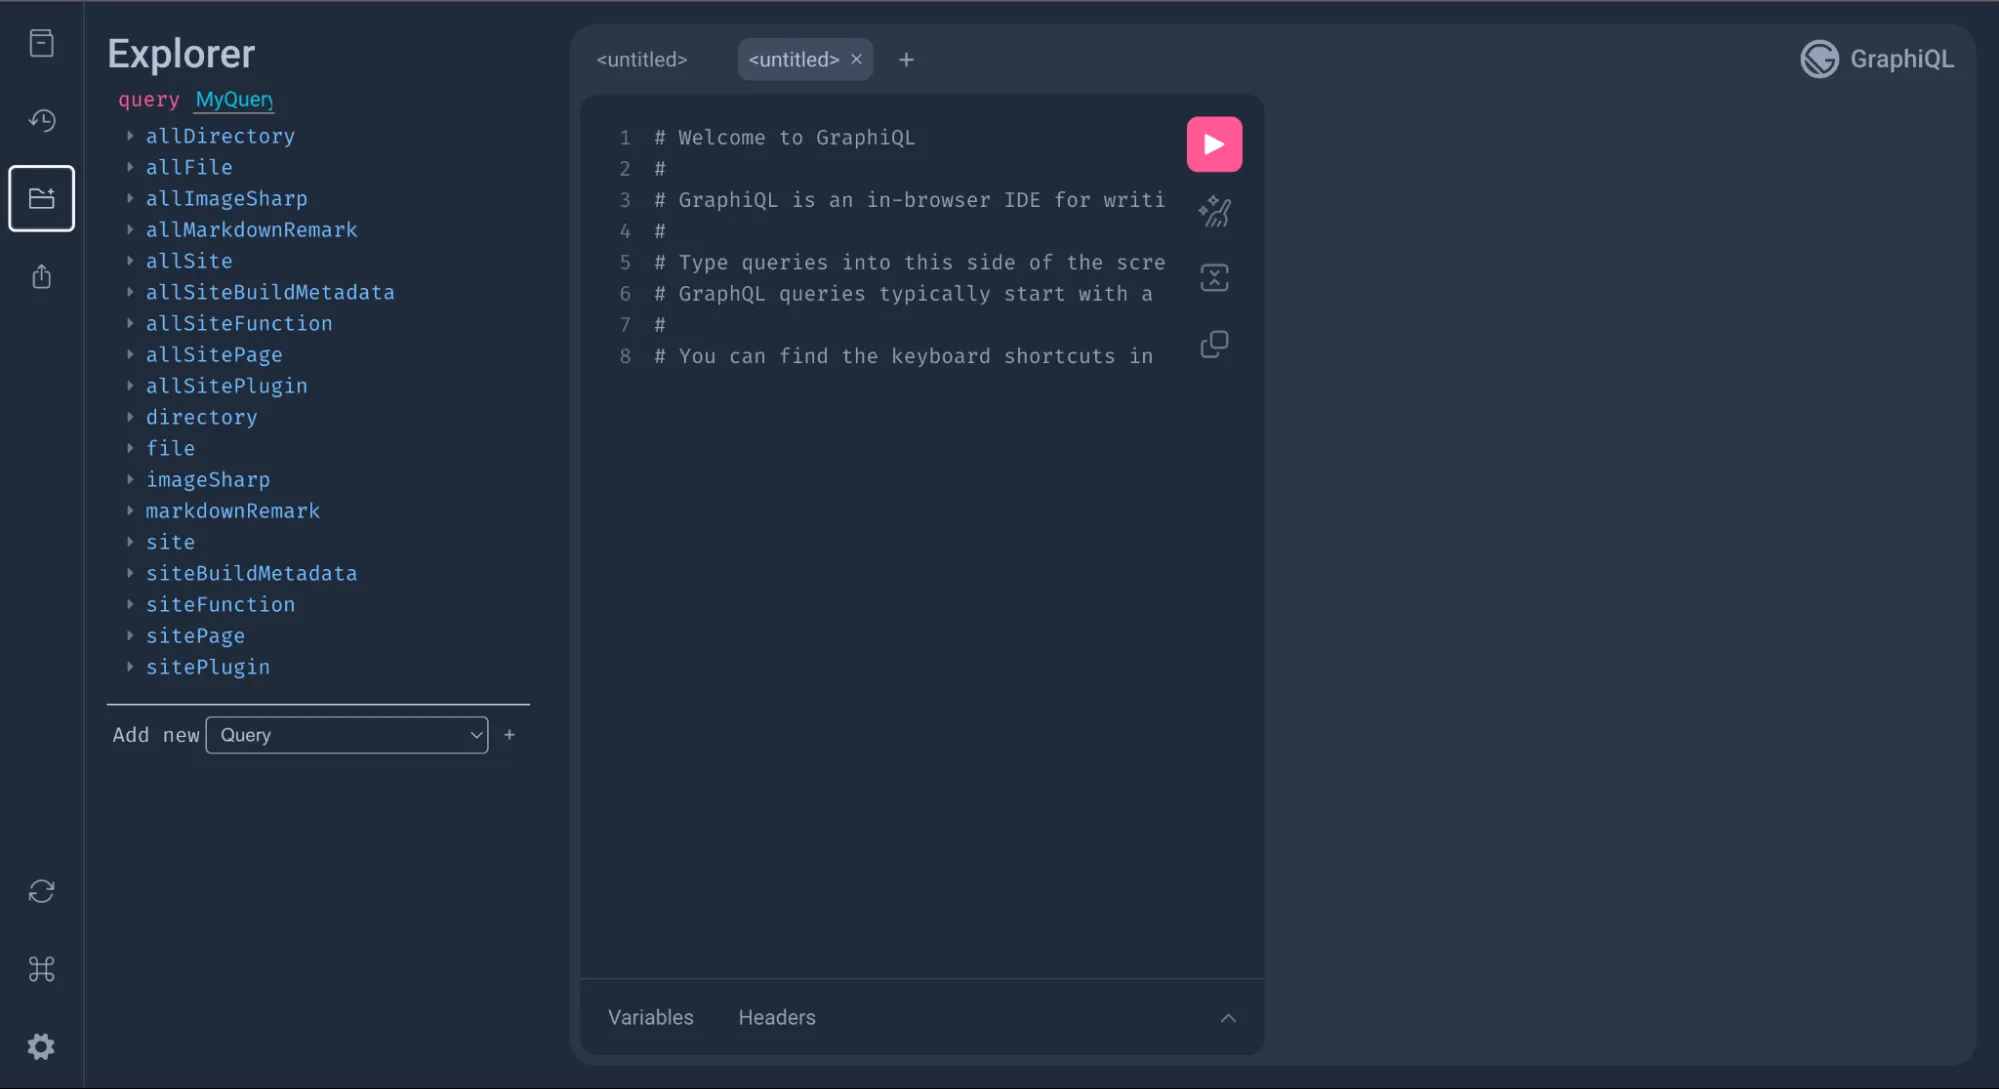 Explorer
query MyQuery
allDirectory
allFile
allImageSharp
allMarkdownRemark
allSite
allSiteBuildMetadata
allSiteFunction
allSitePage
allSitePlugin
directory
file
imageSharp
markdownRemark
site
siteBuildMetadata
siteFunction
sitePage
sitePlugin
Add new Query +
<untitled> <untitled> × +
GraphiQL
1 # Welcome to GraphiQL
2 #
3 # GraphiQL is an in-browser IDE for writi
4 #
5 # Type queries into this side of the scre
6 # GraphQL queries typically start with a
7 #
8 # You can find the keyboard shortcuts in
Variables Headers